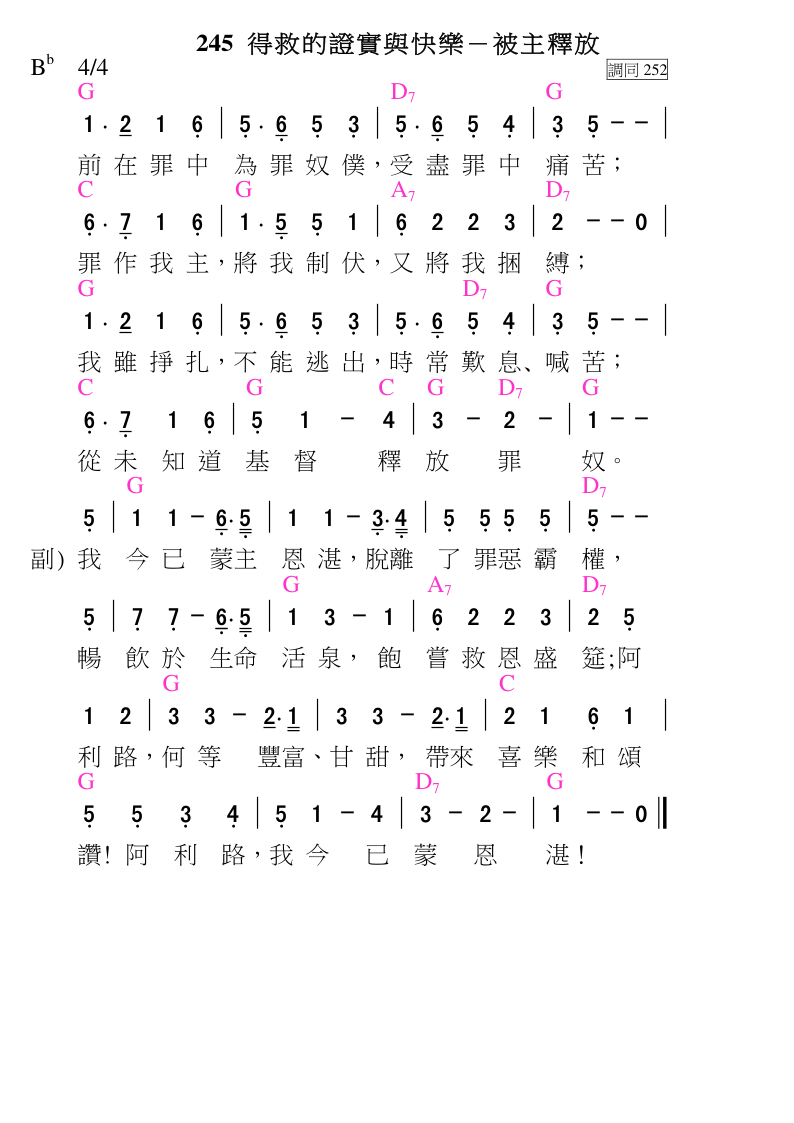 245 得救的證實與快樂－被主釋放
B♭ 4/4 調同 252
G D7 G
1 · 2 1 6 | 5 · 6 5 3 | 5 · 6 5 4 | 3 5 － － |
前 在 罪 中 為 罪 奴 僕，受 盡 罪 中 痛 苦；
C G A7 D7
6 · 7 1 6 | 1 · 5 5 1 | 6 2 2 3 | 2 － － 0 |
罪 作 我 主，將 我 制 伏，又 將 我 捆 縛；
G D7 G
1 · 2 1 6 | 5 · 6 5 3 | 5 · 6 5 4 | 3 5 － － |
我 雖 掙 扎，不 能 逃 出，時 常 歎 息、喊 苦；
C G C G D7 G
6 · 7 1 6 | 5 1 － 4 | 3 － 2 － | 1 － －
從 未 知 道 基 督 釋 放 罪 奴。
G D7
5 | 1 1 － 6 · 5 | 1 1 － 3 · 4 | 5 5 5 5 | 5 － －
副) 我 今 已 蒙主 恩 湛，脫離 了 罪惡 霸 權，
G A7 D7
5 | 7 7 － 6 · 5 | 1 3 － 1 | 6 2 2 3 | 2 5
暢 飲 於 生命 活 泉， 飽 嘗 救 恩 盛 筵;阿
G C
1 2 | 3 3 － 2 · 1 | 3 3 － 2 · 1 | 2 1 6 1 |
利 路，何 等 豐富、甘 甜， 帶來 喜 樂 和 頌
G D7 G
5 5 3 4 | 5 1 － 4 | 3 － 2 － | 1 － － 0 ‖
讚! 阿 利 路，我 今 已 蒙 恩 湛！